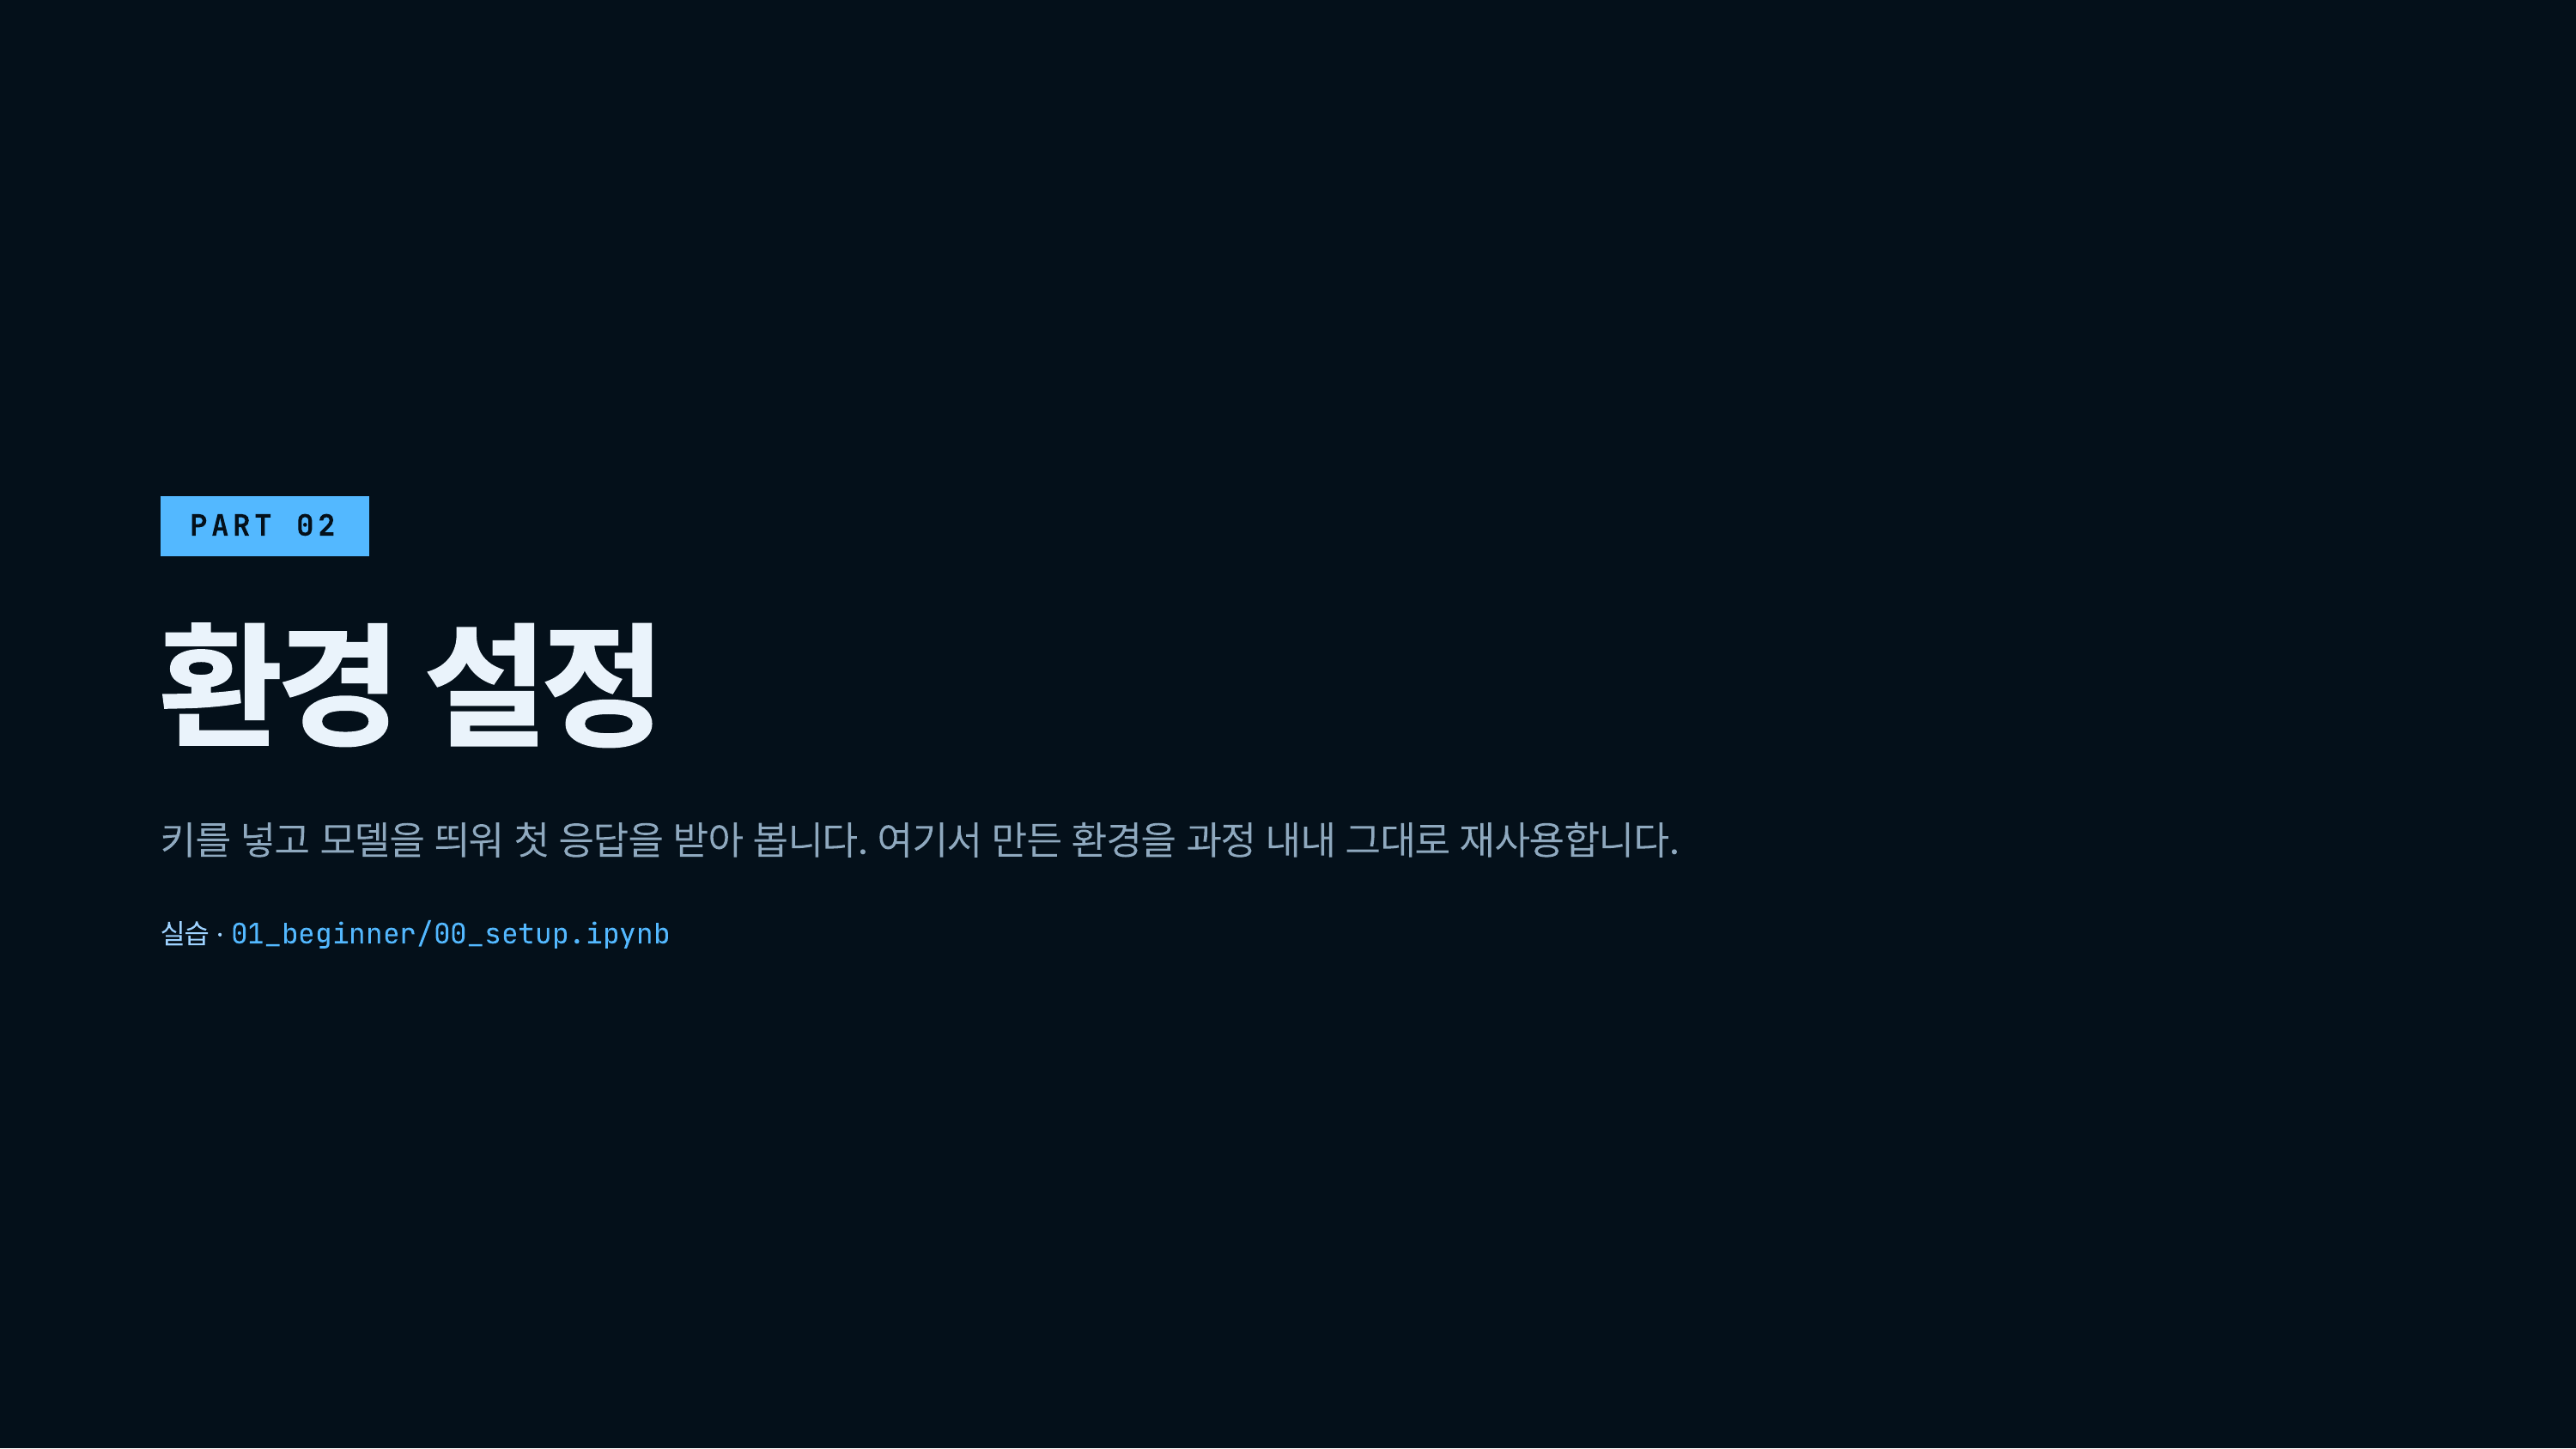 PART 02
환경 설정
키를 넣고 모델을 띄워 첫 응답을 받아 봅니다. 여기서 만든 환경을 과정 내내 그대로 재사용합니다.
실습 · 01_beginner/00_setup.ipynb